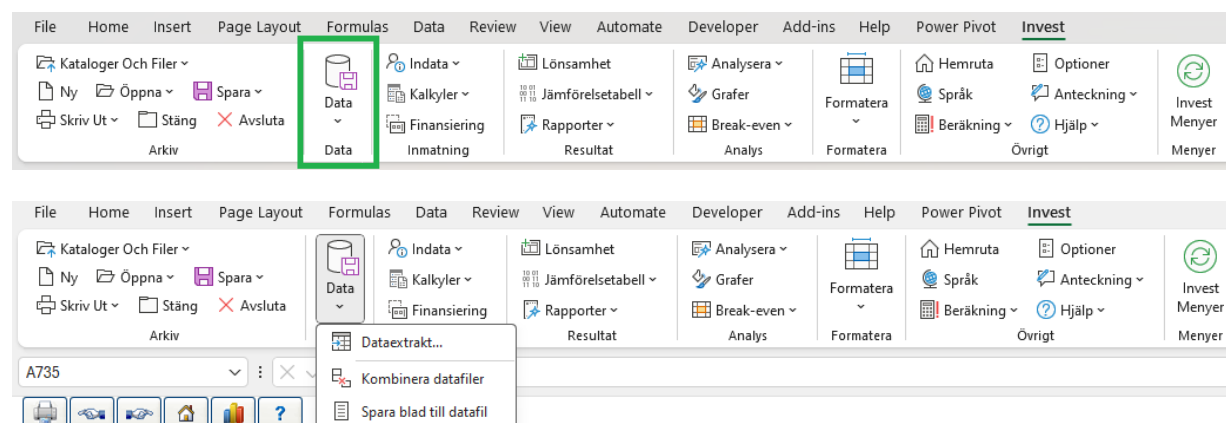 File Home Insert Page Layout Formulas Data Review View Automate Developer Add-ins Help Power Pivot Invest
Kataloger Och Filer
Ny Öppna Spara
Skriv Ut Stäng Avsluta
Arkiv
Data
Data
Indata
Kalkyler
Finansiering
Inmatning
Lönsamhet
Jämförelsetabell
Rapporter
Resultat
Analysera
Grafer
Break-even
Analys
Formatera
Formatera
Hemruta Optioner
Språk Anteckning
Beräkning Hjälp
Övrigt
Invest
Menyer
Menyer
File Home Insert Page Layout Formulas Data Review View Automate Developer Add-ins Help Power Pivot Invest
Kataloger Och Filer
Ny Öppna Spara
Skriv Ut Stäng Avsluta
Arkiv
Data
Indata
Kalkyler
Finansiering
Lönsamhet
Jämförelsetabell
Rapporter
Resultat
Analysera
Grafer
Break-even
Analys
Formatera
Formatera
Hemruta Optioner
Språk Anteckning
Beräkning Hjälp
Övrigt
Invest
Menyer
Menyer
Dataextrakt...
Kombinera datafiler
Spara blad till datafil
A735